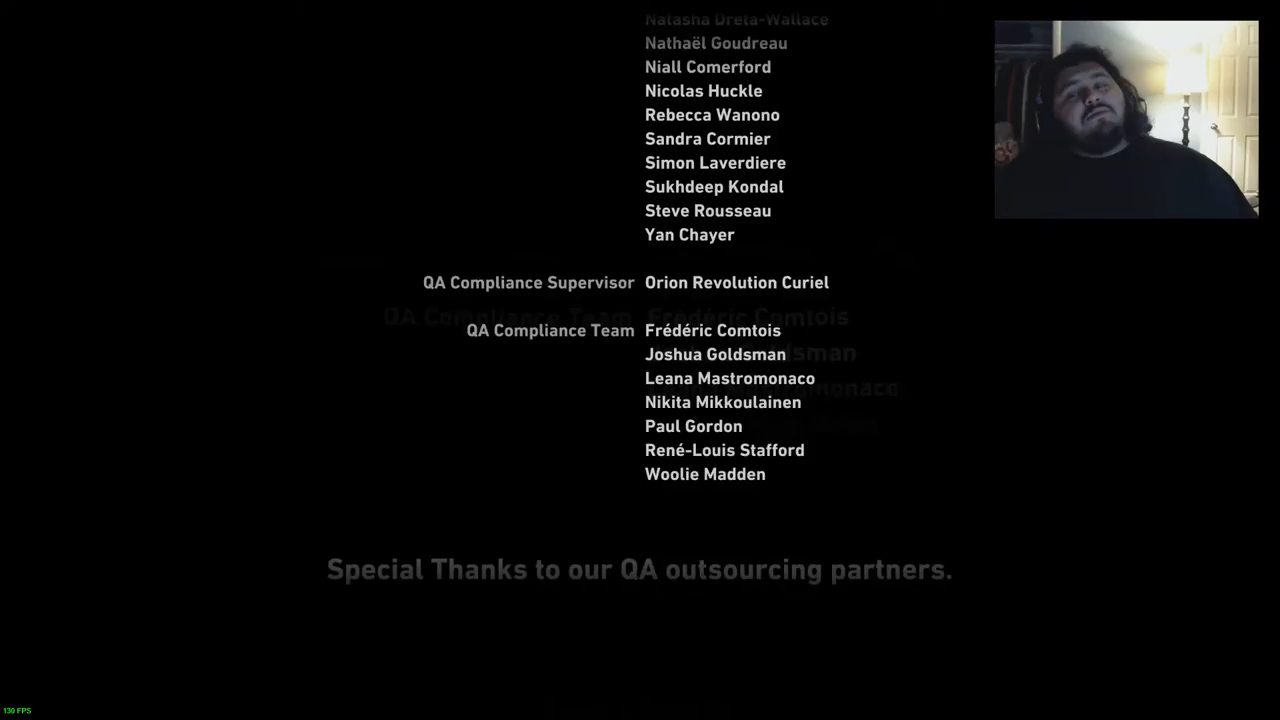 Natasha Dreta-Wallace
Nathaël Goudreau
Niall Comerford
Nicolas Huckle
Rebecca Wanono
Sandra Cormier
Simon Laverdiere
Sukhdeep Kondal
Steve Rousseau
Yan Chayer
QA Compliance Supervisor Orion Revolution Curiel
QA Compliance Team Frédéric Comtois
Joshua Goldsman
Leana Mastromonaco
Nikita Mikkoulainen
Paul Gordon
René-Louis Stafford
Woolie Madden
Special Thanks to our QA outsourcing partners.
130 FPS